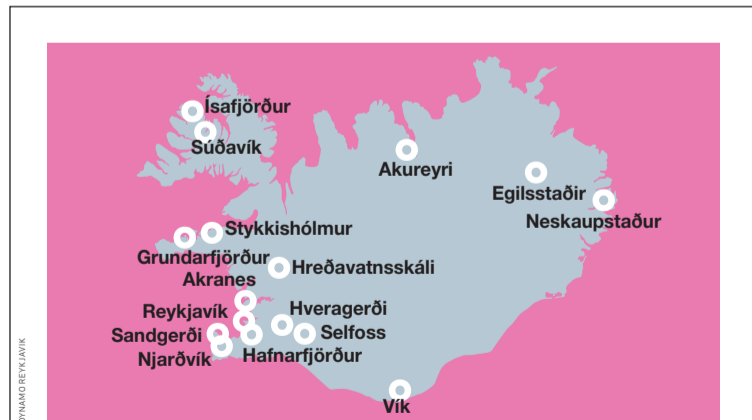 Ísafjörður
Súðavík
Akureyri
Egilsstaðir
Neskaupstaður
Stykkishólmur
Grundarfjörður
Hreðavatnsskáli
Akranes
Reykjavík
Hveragerði
Sandgerði
Selfoss
Njarðvík
Hafnarfjörður
Vík
DYNAMO REYKJAVIK